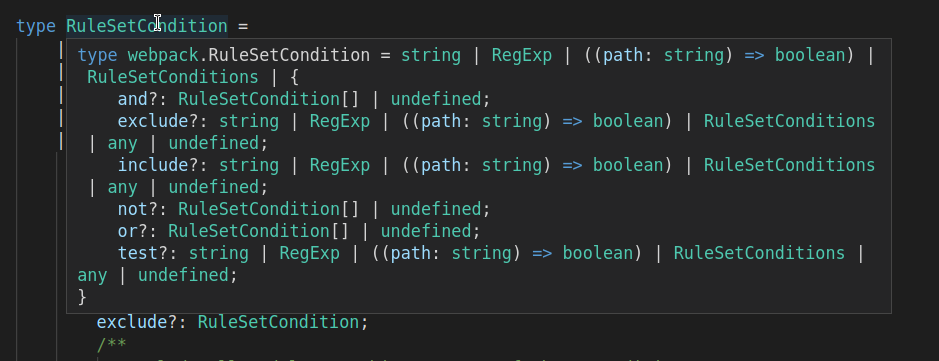 type RuleSetCondition =
type webpack.RuleSetCondition = string | RegExp | ((path: string) => boolean) |
RuleSetConditions | {
and?: RuleSetCondition[] | undefined;
exclude?: string | RegExp | ((path: string) => boolean) | RuleSetConditions
| any | undefined;
include?: string | RegExp | ((path: string) => boolean) | RuleSetConditions
| any | undefined;
not?: RuleSetCondition[] | undefined;
or?: RuleSetCondition[] | undefined;
test?: string | RegExp | ((path: string) => boolean) | RuleSetConditions |
any | undefined;
}
exclude?: RuleSetCondition;
/**